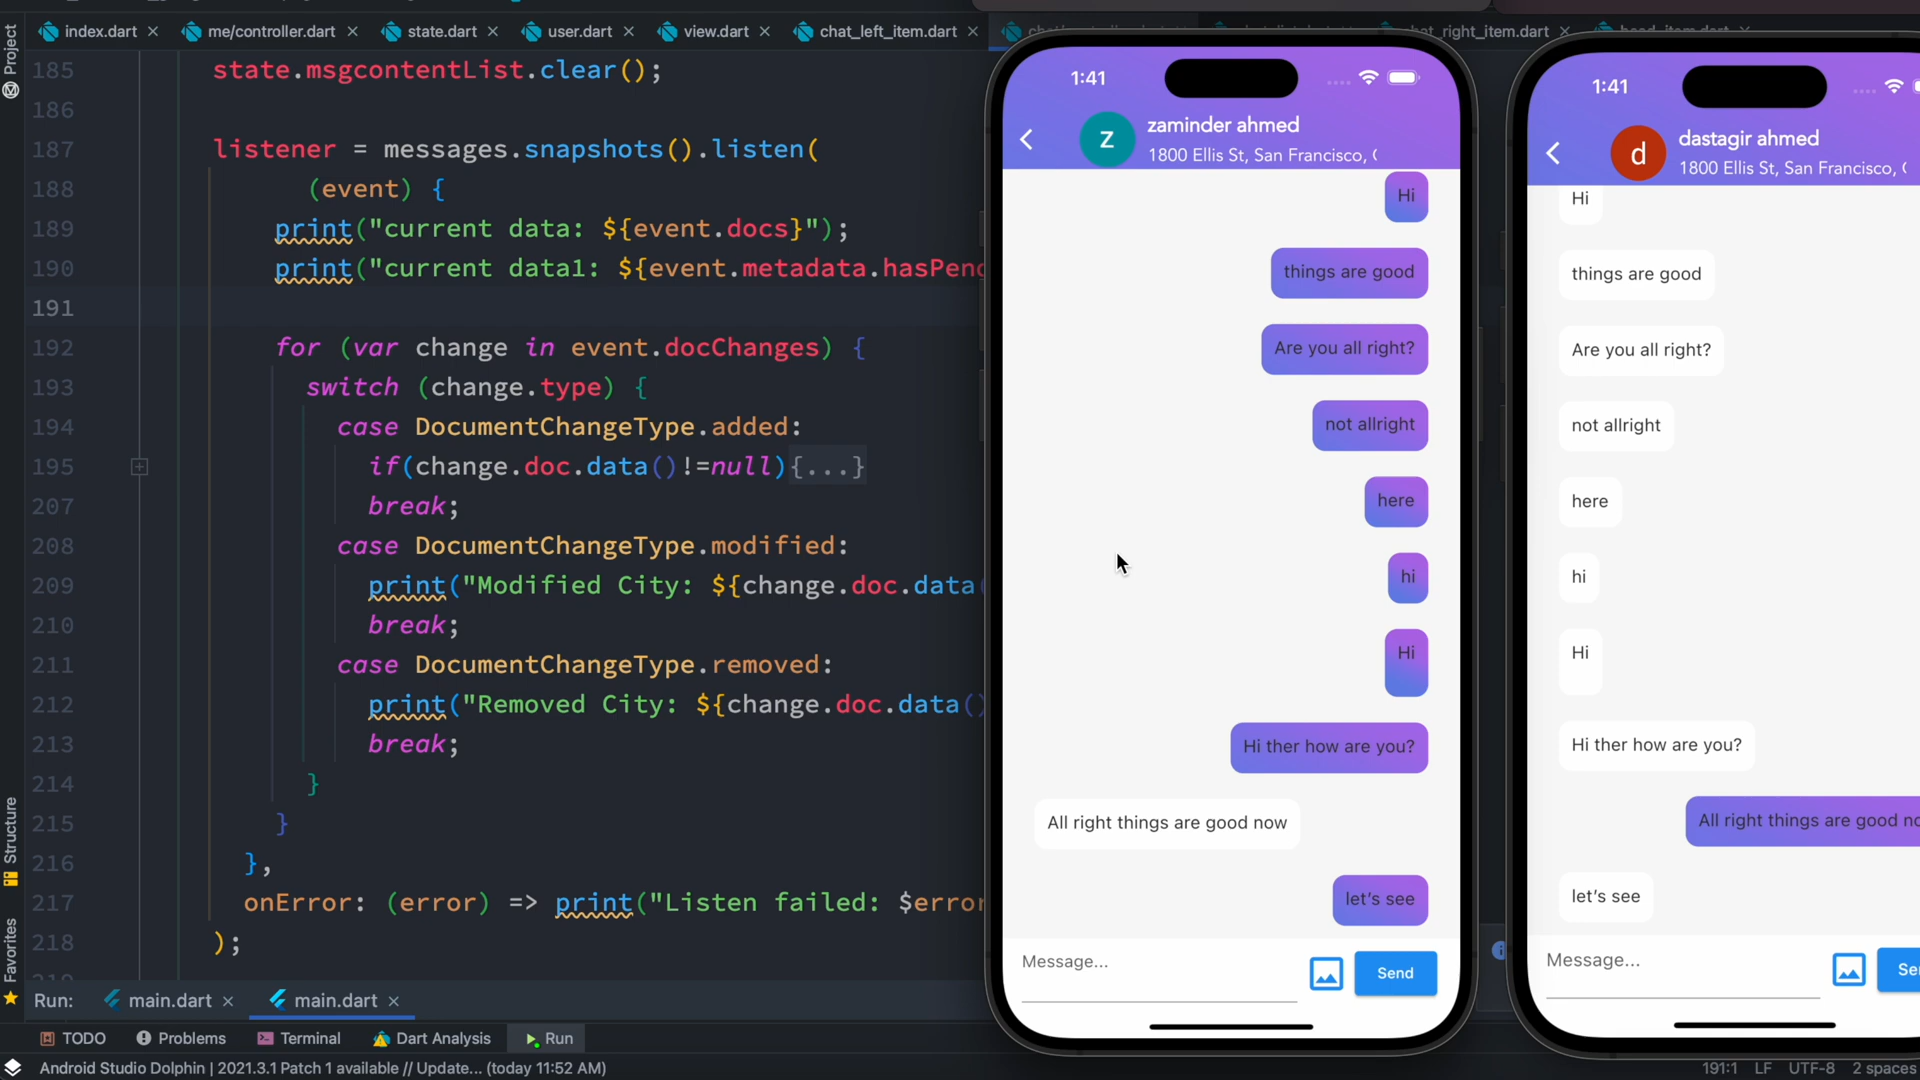 index.dart
me/controller.dart
state.dart
user.dart
view.dart
chat_left_item.dart
chat_right_item.dart
head_item.dart
Project
185 state.msgcontentList.clear();
186
187 listener = messages.snapshots().listen(
188 (event) {
189 print("current data: ${event.docs}");
190 print("current data1: ${event.metadata.hasPend
191
192 for (var change in event.docChanges) {
193 switch (change.type) {
194 case DocumentChangeType.added:
195 if(change.doc.data()!=null){...}
207 break;
208 case DocumentChangeType.modified:
209 print("Modified City: ${change.doc.data(
210 break;
211 case DocumentChangeType.removed:
212 print("Removed City: ${change.doc.data()
213 break;
214 }
215 }
216 },
217 onError: (error) => print("Listen failed: $error
218 );
219
Structure
Favorites
1:41
z
zaminder ahmed
1800 Ellis St, San Francisco, (
Hi
things are good
Are you all right?
not allright
here
hi
Hi
Hi ther how are you?
All right things are good now
let's see
Message...
Send
1:41
d
dastagir ahmed
1800 Ellis St, San Francisco, (
Hi
things are good
Are you all right?
not allright
here
hi
Hi
Hi ther how are you?
All right things are good no
let's see
Message...
Se
Run: main.dart main.dart
TODO Problems Terminal Dart Analysis Run
Android Studio Dolphin | 2021.3.1 Patch 1 available // Update... (today 11:52 AM)
191:1 LF UTF-8 2 spaces